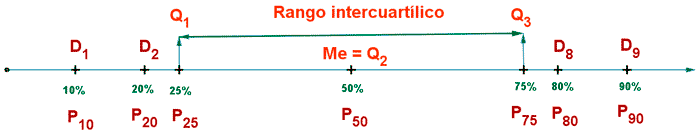 Rango intercuartílico
Q1 Q3
D1 D2 Me = Q2 D8 D9
10% 20% 25% 50% 75% 80% 90%
P10 P20 P25 P50 P75 P80 P90